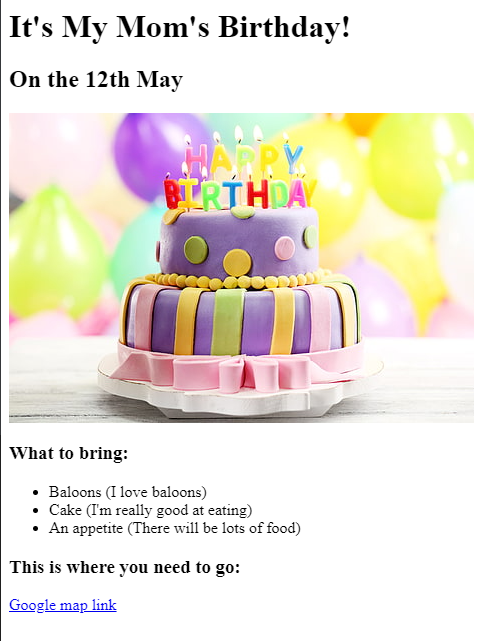 It's My Mom's Birthday!
On the 12th May
HAPPY
BIRTHDAY
What to bring:
Baloons (I love baloons)
Cake (I'm really good at eating)
An appetite (There will be lots of food)
This is where you need to go:
Google map link